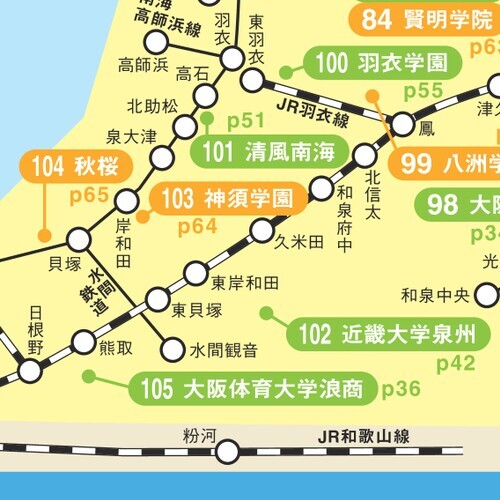 南海
高師浜線
羽衣
東羽衣
84 賢明学院
p63
高師浜
高石
100 羽衣学園
p55
JR羽衣線
津久
北助松
p51
鳳
泉大津
101 清風南海
99 八洲学
104 秋桜
p65
103 神須学園
p64
北信太
和泉府中
98 大阪
p34
岸和田
久米田
貝塚
水間鉄道
東岸和田
光
和泉中央
日根野
東貝塚
熊取
水間観音
102 近畿大学泉州
p42
105 大阪体育大学浪商
p36
粉河
JR和歌山線